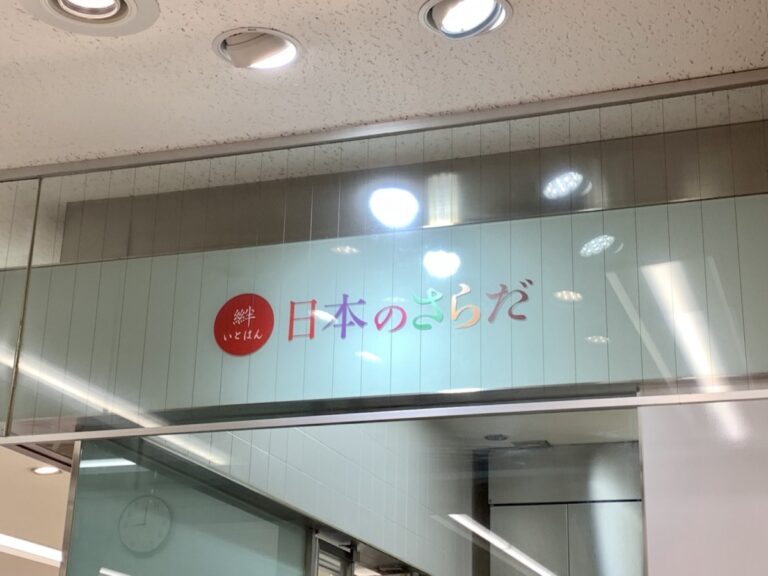 絆
いとはん
日本のさらだ